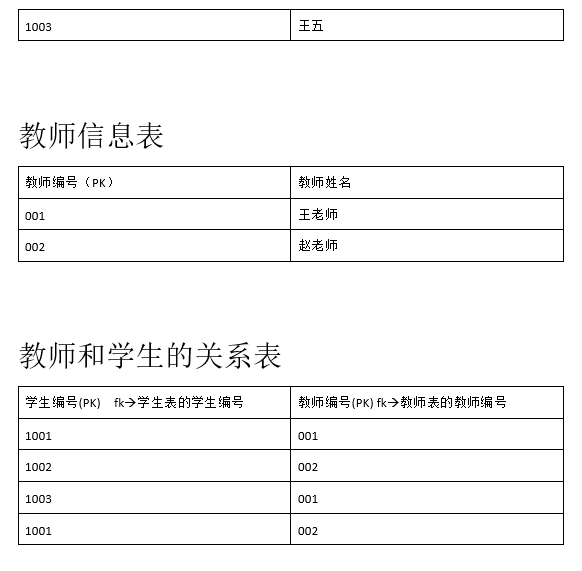 1003 王五
教师信息表
教师编号（PK） 教师姓名
001 王老师
002 赵老师
教师和学生的关系表
学生编号(PK) fk→学生表的学生编号 教师编号(PK) fk→教师表的教师编号
1001 001
1002 002
1003 001
1001 002